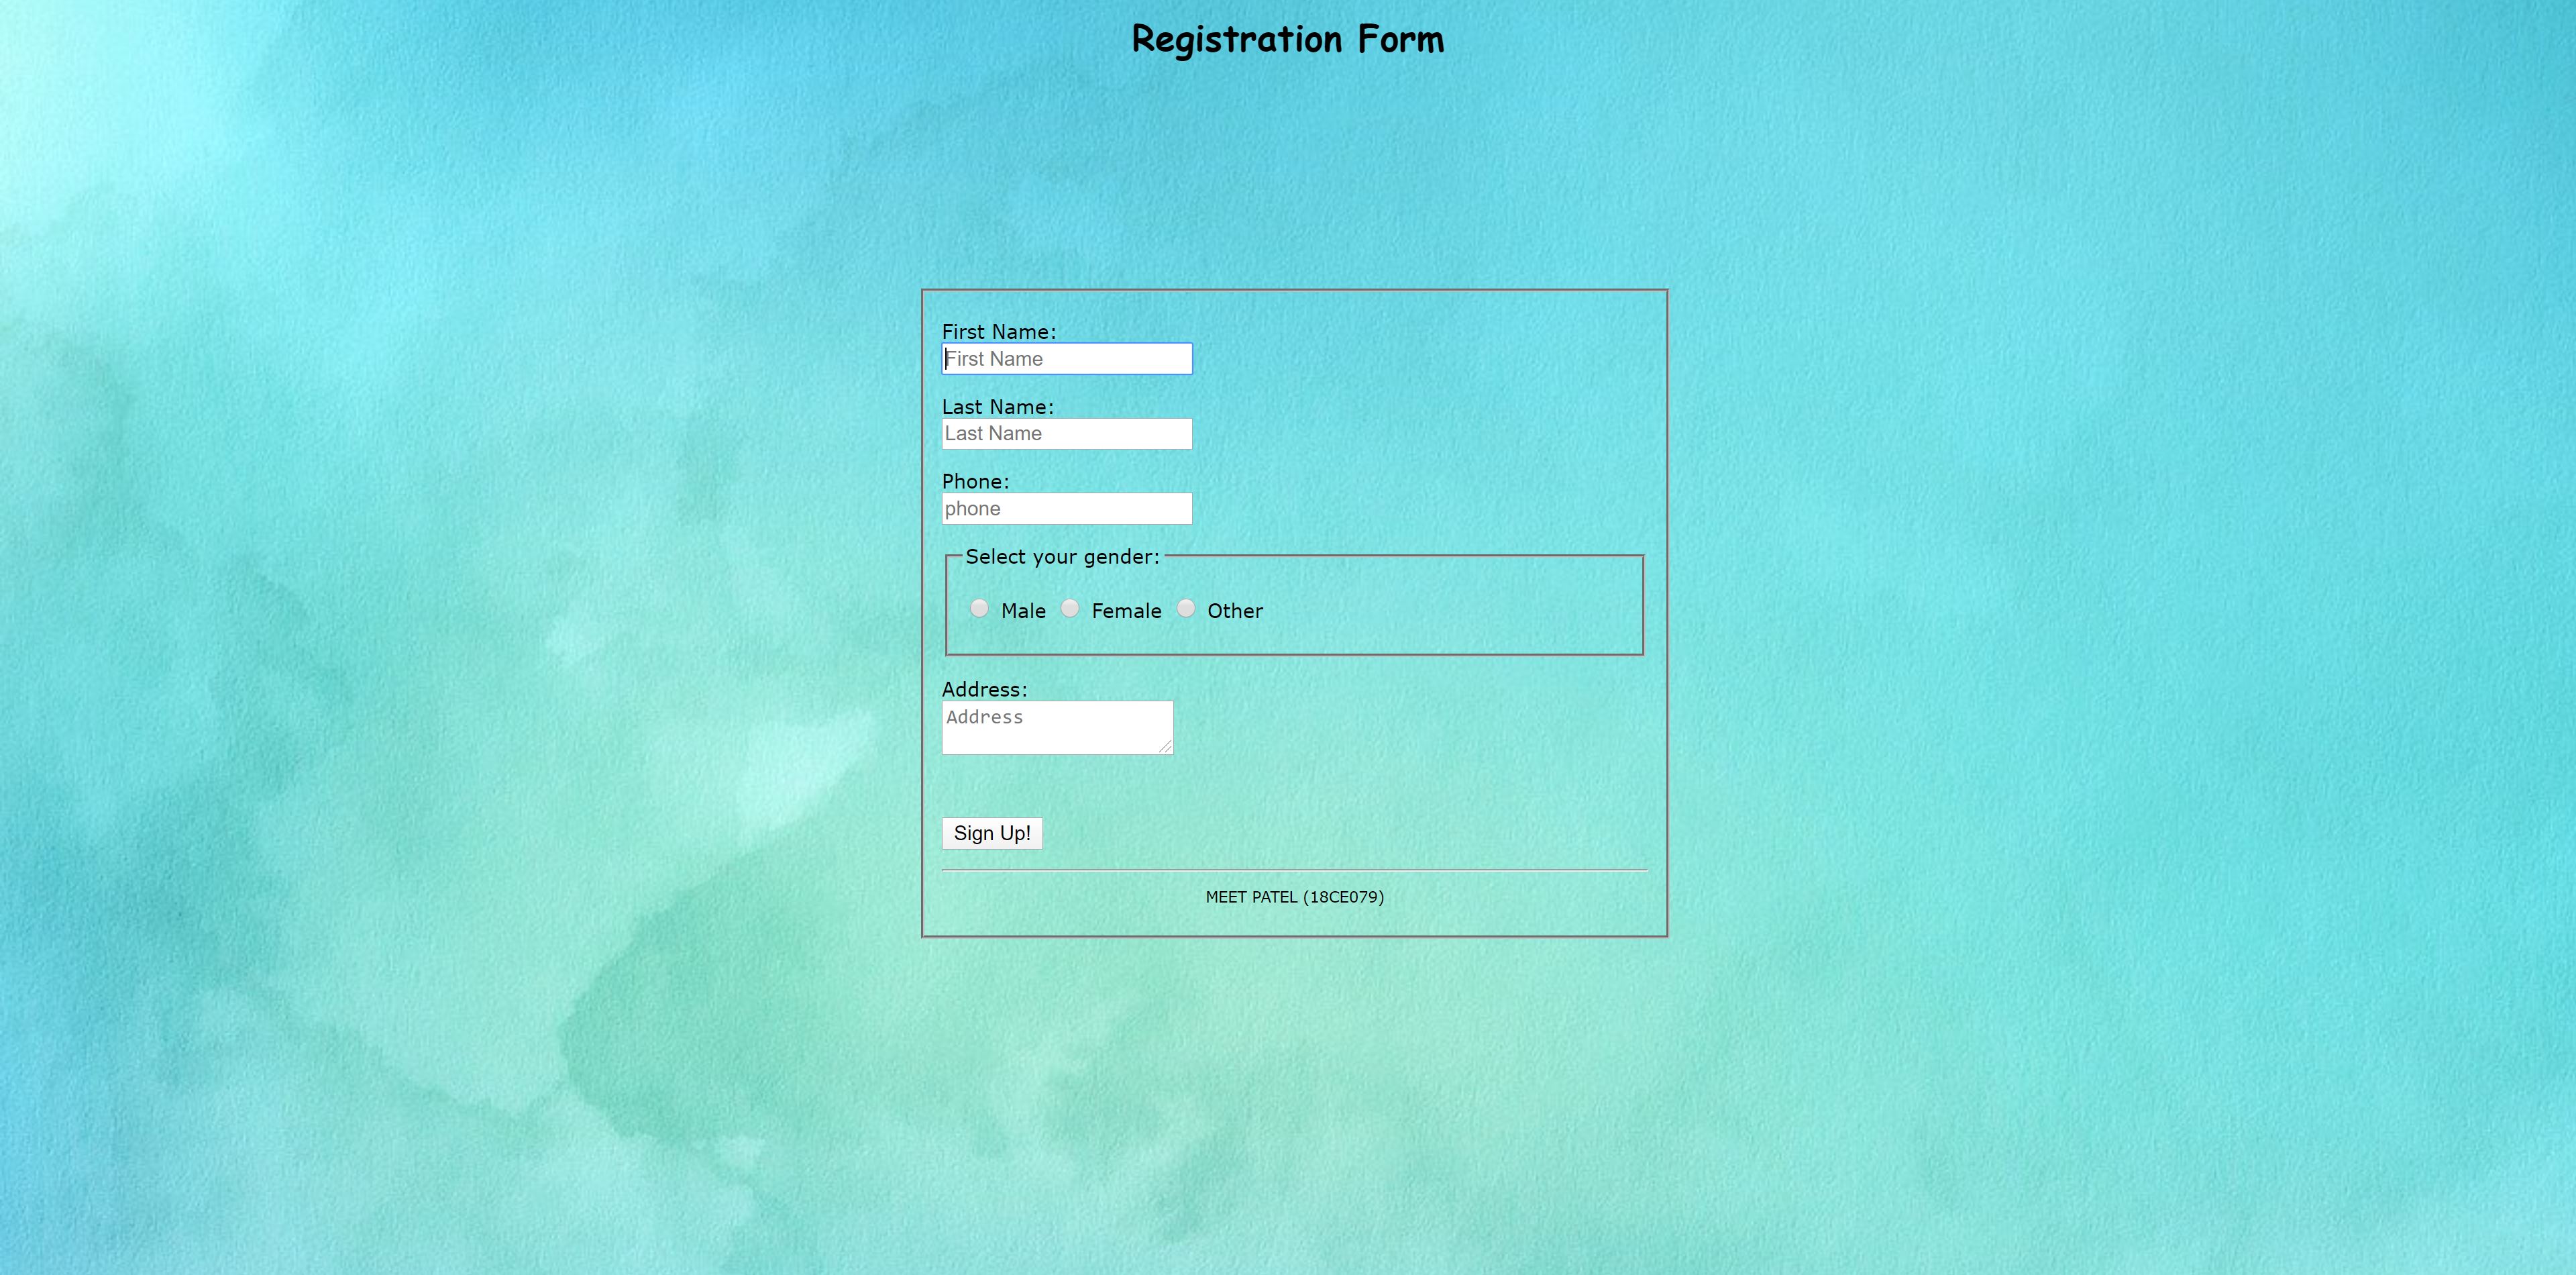 Registration Form
First Name:
First Name
Last Name:
Last Name
Phone:
phone
Select your gender:
Male Female Other
Address:
Address
Sign Up!
MEET PATEL (18CE079)